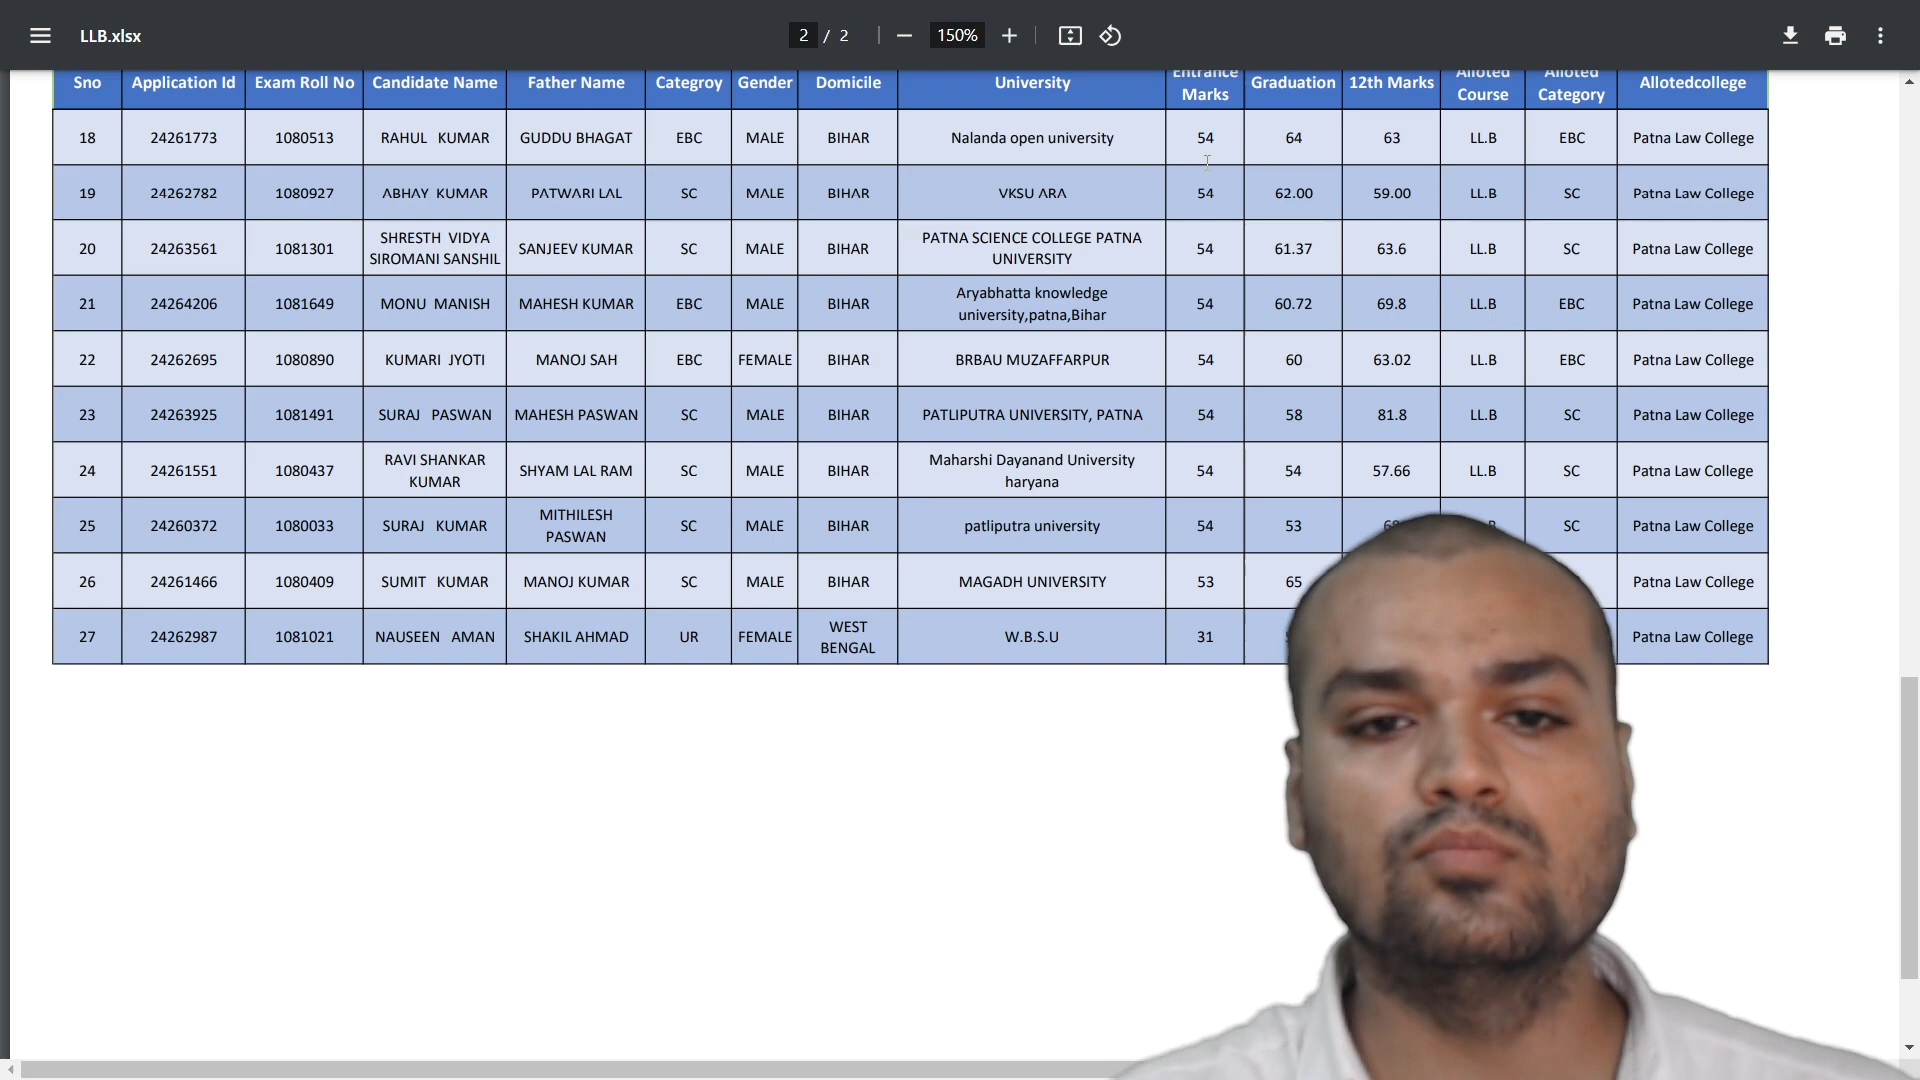 LLB.xlsx
2 / 2
150%
Sno Application Id Exam Roll No Candidate Name Father Name Categroy Gender Domicile University Entrance Marks Graduation 12th Marks Alloted Course Alloted Category Allotedcollege
18 24261773 1080513 RAHUL KUMAR GUDDU BHAGAT EBC MALE BIHAR Nalanda open university 54 64 63 LL.B EBC Patna Law College
19 24262782 1080927 ABHAY KUMAR PATWARI LAL SC MALE BIHAR VKSU ARA 54 62.00 59.00 LL.B SC Patna Law College
20 24263561 1081301 SHRESTH VIDYA SIROMANI SANSHIL SANJEEV KUMAR SC MALE BIHAR PATNA SCIENCE COLLEGE PATNA UNIVERSITY 54 61.37 63.6 LL.B SC Patna Law College
21 24264206 1081649 MONU MANISH MAHESH KUMAR EBC MALE BIHAR Aryabhatta knowledge university,patna,Bihar 54 60.72 69.8 LL.B EBC Patna Law College
22 24262695 1080890 KUMARI JYOTI MANOJ SAH EBC FEMALE BIHAR BRBAU MUZAFFARPUR 54 60 63.02 LL.B EBC Patna Law College
23 24263925 1081491 SURAJ PASWAN MAHESH PASWAN SC MALE BIHAR PATLIPUTRA UNIVERSITY, PATNA 54 58 81.8 LL.B SC Patna Law College
24 24261551 1080437 RAVI SHANKAR KUMAR SHYAM LAL RAM SC MALE BIHAR Maharshi Dayanand University haryana 54 54 57.66 LL.B SC Patna Law College
25 24260372 1080033 SURAJ KUMAR MITHILESH PASWAN SC MALE BIHAR patliputra university 54 53 SC Patna Law College
26 24261466 1080409 SUMIT KUMAR MANOJ KUMAR SC MALE BIHAR MAGADH UNIVERSITY 53 65 Patna Law College
27 24262987 1081021 NAUSEEN AMAN SHAKIL AHMAD UR FEMALE WEST BENGAL W.B.S.U 31 Patna Law College